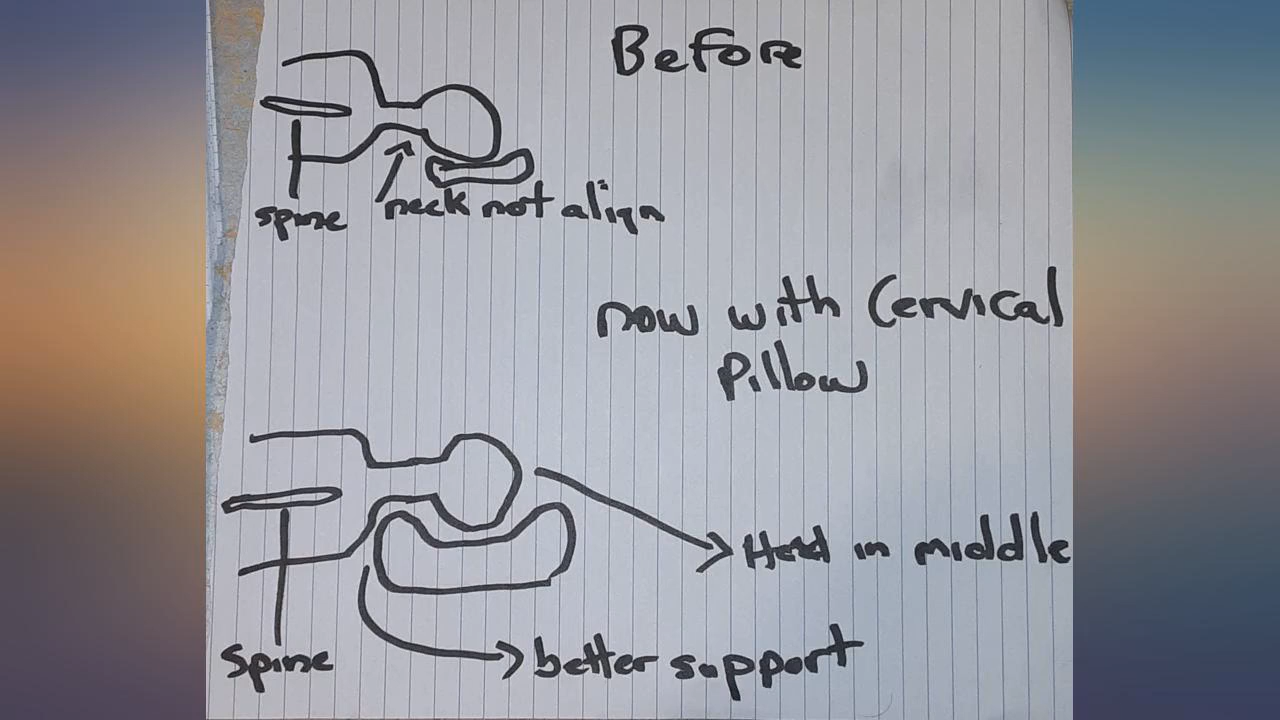 Before
spine
neck not align
now with Cervical
Pillow
Head in middle
better support
spine